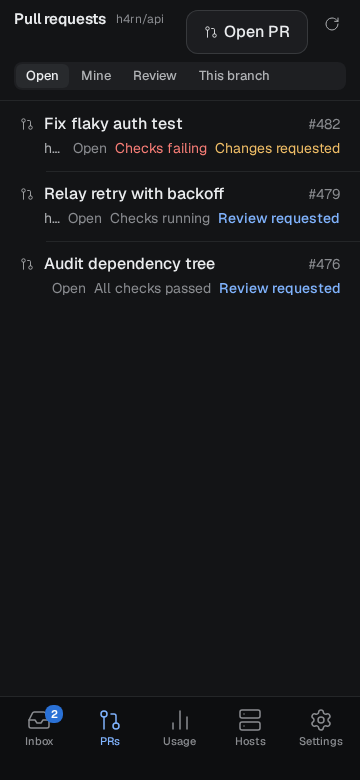 Pull requests h4rn/api Open PR
Open Mine Review This branch
Fix flaky auth test #482
h... Open Checks failing Changes requested
Relay retry with backoff #479
h... Open Checks running Review requested
Audit dependency tree #476
Open All checks passed Review requested
2
Inbox PRs Usage Hosts Settings